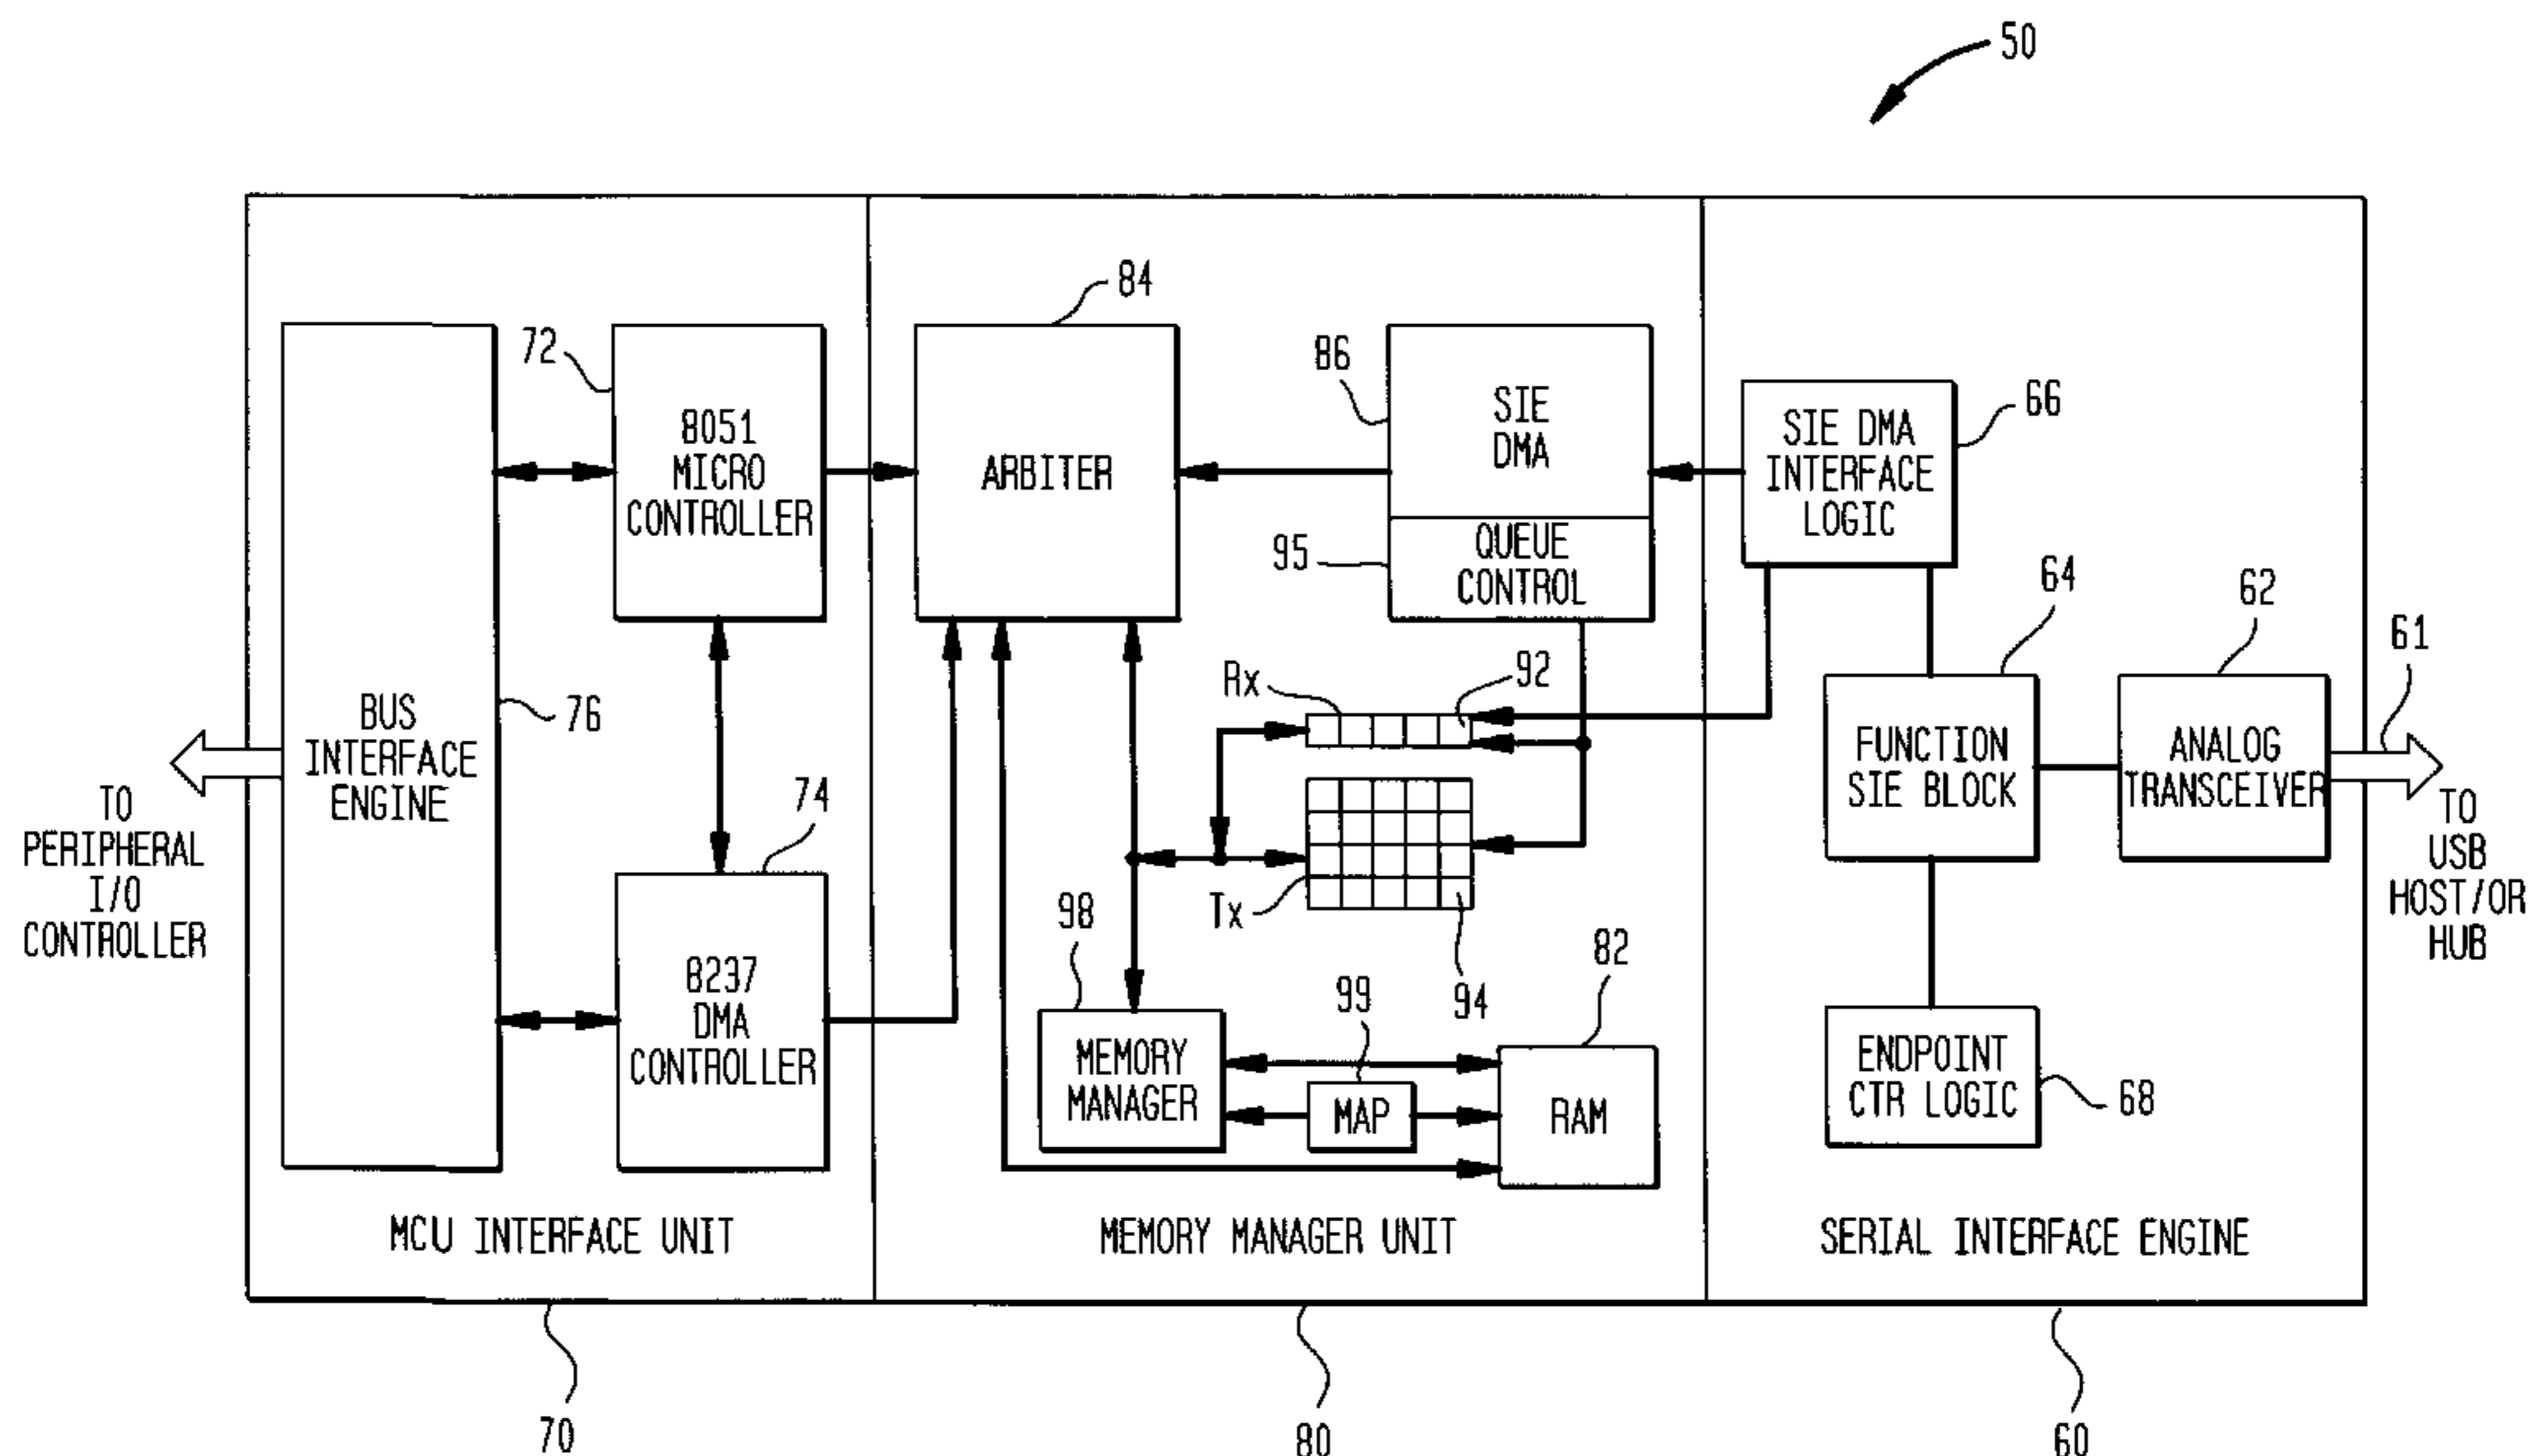 50
84
72
86
66
8051
MICRO
CONTROLLER
ARBITER
SIE
DMA
SIE DMA
INTERFACE
LOGIC
95
QUEUE
CONTROL
64
62
61
Rx
92
76
BUS
INTERFACE
ENGINE
FUNCTION
SIE BLOCK
ANALOG
TRANSCEIVER
TO
PERIPHERAL
I/O
CONTROLLER
74
TO
USB
HOST/OR
HUB
Tx
98
94
82
99
8237
DMA
CONTROLLER
MEMORY
MANAGER
MAP
RAM
ENDPOINT
CTR LOGIC
68
MCU INTERFACE UNIT
MEMORY MANAGER UNIT
SERIAL INTERFACE ENGINE
70
80
60